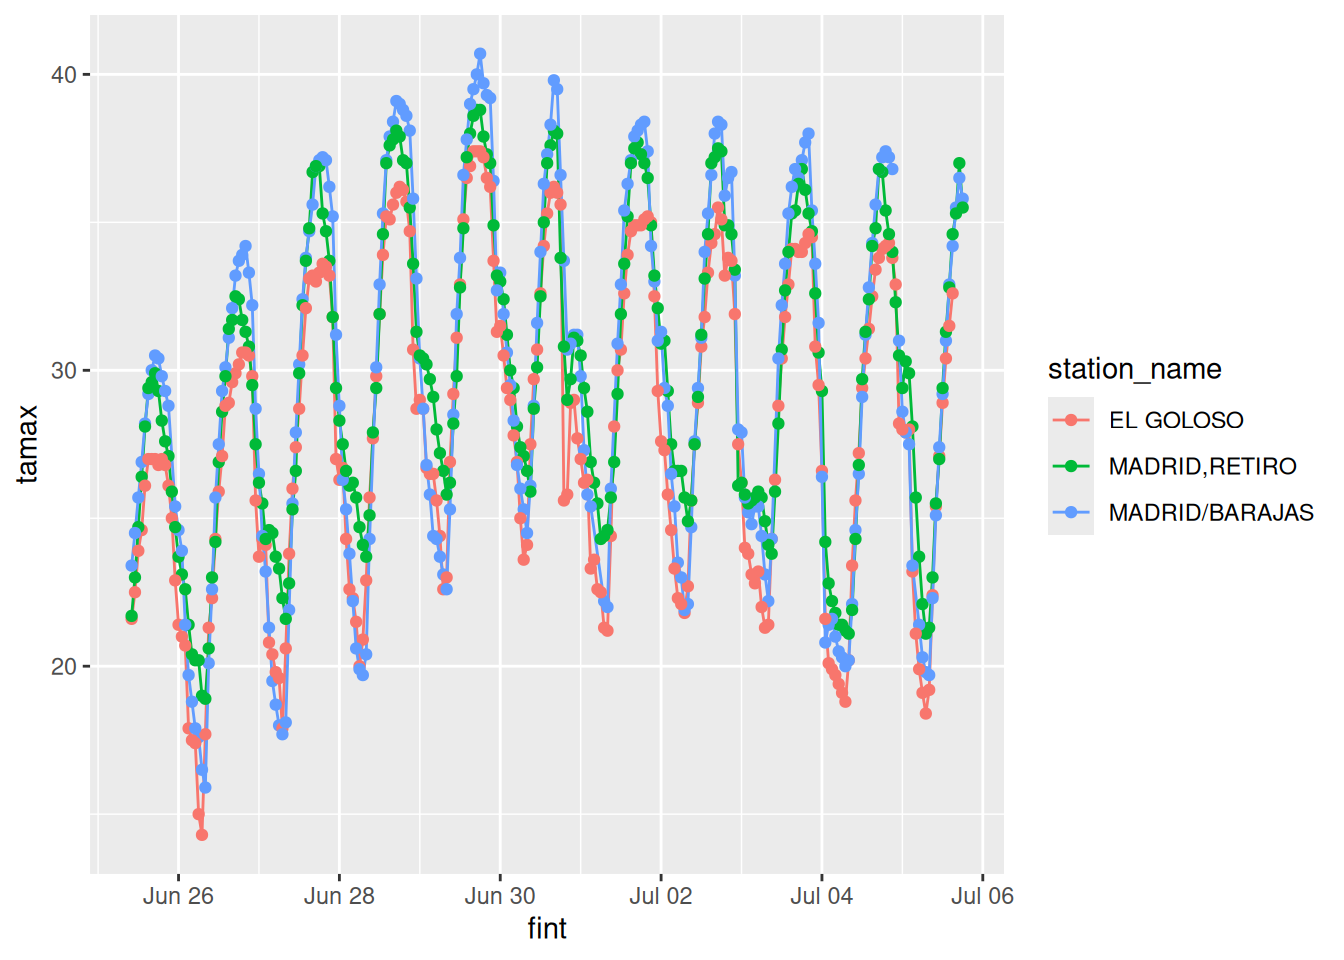 tamax
40
30
20
Jun 26 Jun 28 Jun 30 Jul 02 Jul 04 Jul 06
fint
station_name
EL GOLOSO
MADRID,RETIRO
MADRID/BARAJAS